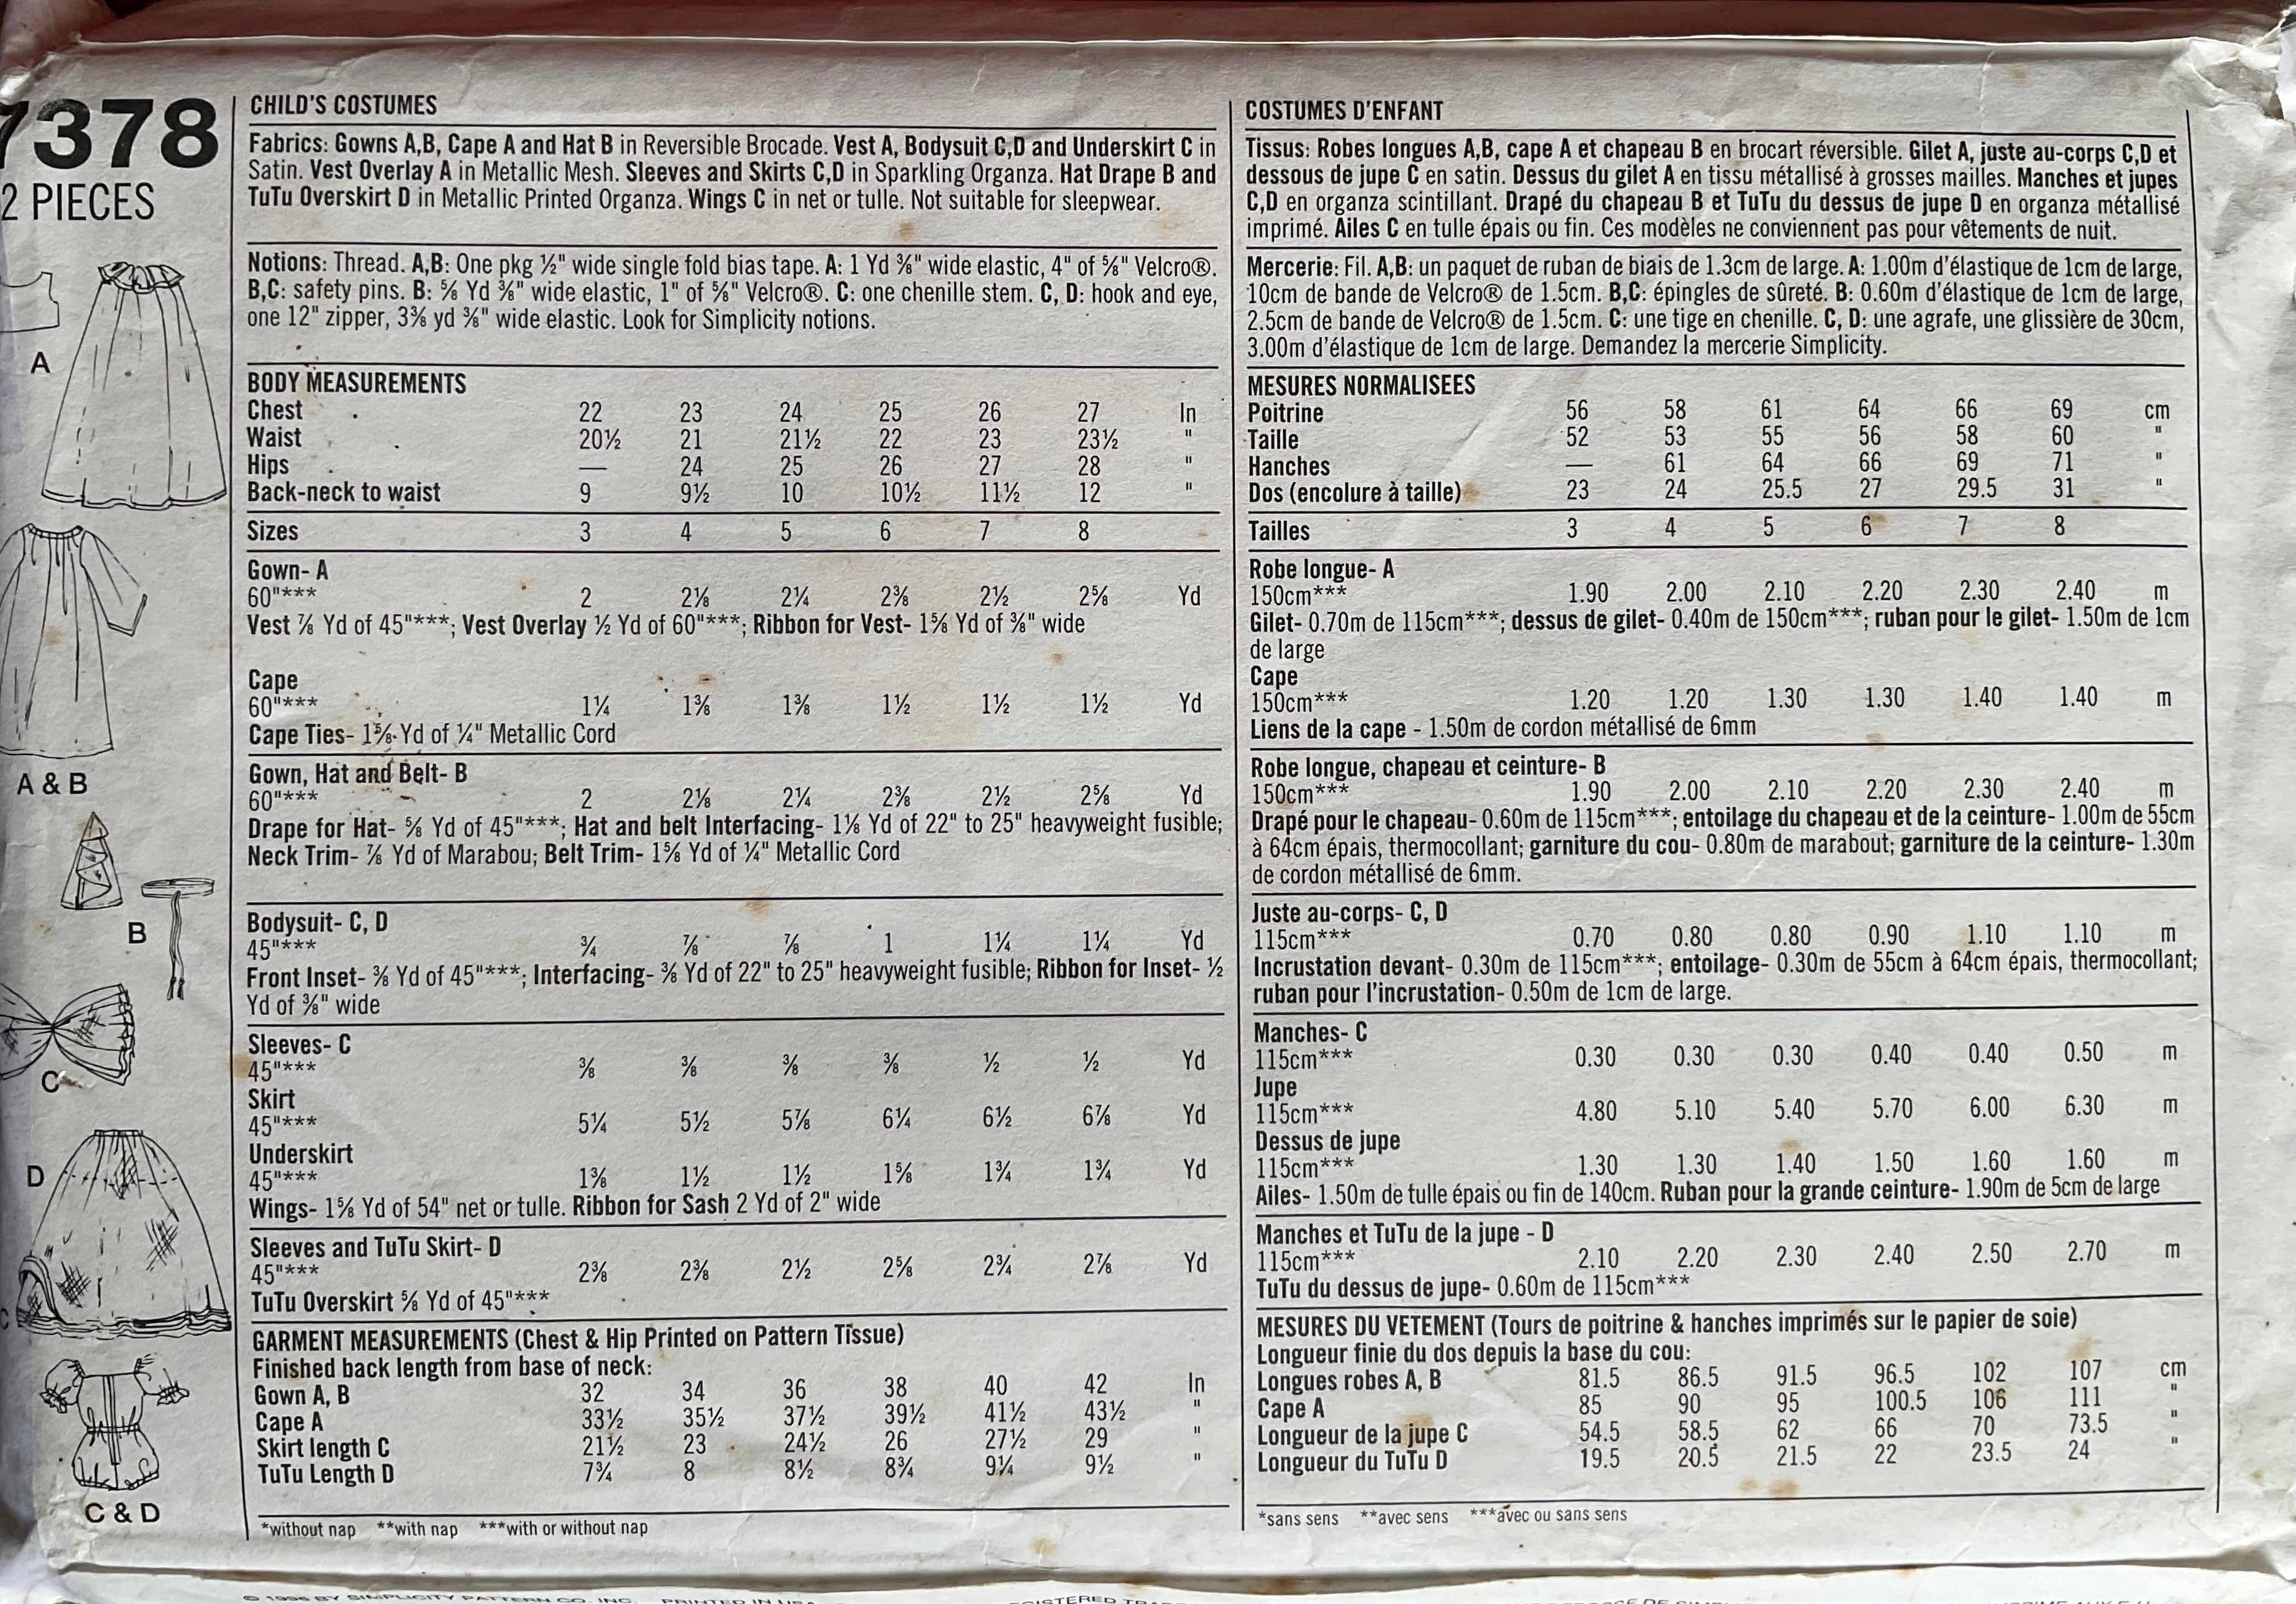 7378
2 PIECES
A
A & B
B
C
D
C & D
CHILD'S COSTUMES
Fabrics: Gowns A,B, Cape A and Hat B in Reversible Brocade. Vest A, Bodysuit C,D and Underskirt C in
Satin. Vest Overlay A in Metallic Mesh. Sleeves and Skirts C,D in Sparkling Organza. Hat Drape B and
TuTu Overskirt D in Metallic Printed Organza. Wings C in net or tulle. Not suitable for sleepwear.
Notions: Thread. A,B: One pkg ½" wide single fold bias tape. A: 1 Yd ⅜" wide elastic, 4" of ⅝" Velcro®.
B,C: safety pins. B: ⅝ Yd ⅜" wide elastic, 1" of ⅝" Velcro®. C: one chenille stem. C, D: hook and eye,
one 12" zipper, 3⅜ yd ⅜" wide elastic. Look for Simplicity notions.
BODY MEASUREMENTS
Chest 22 23 24 25 26 27 In
Waist 20½ 21 21½ 22 23 23½ "
Hips — 24 25 26 27 28 "
Back-neck to waist 9 9½ 10 10½ 11½ 12 "
Sizes 3 4 5 6 7 8
Gown- A
60"*** 2 2⅛ 2¼ 2⅜ 2½ 2⅝ Yd
Vest ⅞ Yd of 45"***; Vest Overlay ½ Yd of 60"***; Ribbon for Vest- 1⅝ Yd of ⅜" wide
Cape
60"*** 1¼ 1⅜ 1⅜ 1½ 1½ 1½ Yd
Cape Ties- 1⅝ Yd of ¼" Metallic Cord
Gown, Hat and Belt- B
60"*** 2 2⅛ 2¼ 2⅜ 2½ 2⅝ Yd
Drape for Hat- ⅝ Yd of 45"***; Hat and belt Interfacing- 1⅛ Yd of 22" to 25" heavyweight fusible;
Neck Trim- ⅞ Yd of Marabou; Belt Trim- 1⅝ Yd of ¼" Metallic Cord
Bodysuit- C, D
45"*** ¾ ⅞ ⅞ 1 1¼ 1¼ Yd
Front Inset- ⅜ Yd of 45"***; Interfacing- ⅜ Yd of 22" to 25" heavyweight fusible; Ribbon for Inset- ½
Yd of ⅜" wide
Sleeves- C
45"*** ⅜ ⅜ ⅜ ⅜ ½ ½ Yd
Skirt
45"*** 5¼ 5½ 5⅞ 6¼ 6½ 6⅞ Yd
Underskirt
45"*** 1⅜ 1½ 1½ 1⅝ 1¾ 1¾ Yd
Wings- 1⅝ Yd of 54" net or tulle. Ribbon for Sash 2 Yd of 2" wide
Sleeves and TuTu Skirt- D
45"*** 2⅜ 2⅜ 2½ 2⅝ 2¾ 2⅞ Yd
TuTu Overskirt ⅝ Yd of 45"***
GARMENT MEASUREMENTS (Chest & Hip Printed on Pattern Tissue)
Finished back length from base of neck:
Gown A, B 32 34 36 38 40 42 In
Cape A 33½ 35½ 37½ 39½ 41½ 43½ "
Skirt length C 21½ 23 24½ 26 27½ 29 "
TuTu Length D 7¾ 8 8½ 8¾ 9¼ 9½ "
*without nap **with nap ***with or without nap
COSTUMES D'ENFANT
Tissus: Robes longues A,B, cape A et chapeau B en brocart réversible. Gilet A, juste au-corps C,D et
dessous de jupe C en satin. Dessus du gilet A en tissu métallisé à grosses mailles. Manches et jupes
C,D en organza scintillant. Drapé du chapeau B et TuTu du dessus de jupe D en organza métallisé
imprimé. Ailes C en tulle épais ou fin. Ces modèles ne conviennent pas pour vêtements de nuit.
Mercerie: Fil. A,B: un paquet de ruban de biais de 1.3cm de large. A: 1.00m d'élastique de 1cm de large,
10cm de bande de Velcro® de 1.5cm. B,C: épingles de sûreté. B: 0.60m d'élastique de 1cm de large,
2.5cm de bande de Velcro® de 1.5cm. C: une tige en chenille. C, D: une agrafe, une glissière de 30cm,
3.00m d'élastique de 1cm de large. Demandez la mercerie Simplicity.
MESURES NORMALISEES
Poitrine 56 58 61 64 66 69 cm
Taille 52 53 55 56 58 60 "
Hanches — 61 64 66 69 71 "
Dos (encolure à taille) 23 24 25.5 27 29.5 31 "
Tailles 3 4 5 6 7 8
Robe longue- A
150cm*** 1.90 2.00 2.10 2.20 2.30 2.40 m
Gilet- 0.70m de 115cm***; dessus de gilet- 0.40m de 150cm***; ruban pour le gilet- 1.50m de 1cm
de large
Cape
150cm*** 1.20 1.20 1.30 1.30 1.40 1.40 m
Liens de la cape - 1.50m de cordon métallisé de 6mm
Robe longue, chapeau et ceinture- B
150cm*** 1.90 2.00 2.10 2.20 2.30 2.40 m
Drapé pour le chapeau- 0.60m de 115cm***; entoilage du chapeau et de la ceinture- 1.00m de 55cm
à 64cm épais, thermocollant; garniture du cou- 0.80m de marabout; garniture de la ceinture- 1.30m
de cordon métallisé de 6mm.
Juste au-corps- C, D
115cm*** 0.70 0.80 0.80 0.90 1.10 1.10 m
Incrustation devant- 0.30m de 115cm***; entoilage- 0.30m de 55cm à 64cm épais, thermocollant;
ruban pour l'incrustation- 0.50m de 1cm de large.
Manches- C
115cm*** 0.30 0.30 0.30 0.40 0.40 0.50 m
Jupe
115cm*** 4.80 5.10 5.40 5.70 6.00 6.30 m
Dessus de jupe
115cm*** 1.30 1.30 1.40 1.50 1.60 1.60 m
Ailes- 1.50m de tulle épais ou fin de 140cm. Ruban pour la grande ceinture- 1.90m de 5cm de large
Manches et TuTu de la jupe - D
115cm*** 2.10 2.20 2.30 2.40 2.50 2.70 m
TuTu du dessus de jupe- 0.60m de 115cm***
MESURES DU VETEMENT (Tours de poitrine & hanches imprimés sur le papier de soie)
Longueur finie du dos depuis la base du cou:
Longues robes A, B 81.5 86.5 91.5 96.5 102 107 cm
Cape A 85 90 95 100.5 106 111 "
Longueur de la jupe C 54.5 58.5 62 66 70 73.5 "
Longueur du TuTu D 19.5 20.5 21.5 22 23.5 24 "
*sans sens **avec sens ***avec ou sans sens